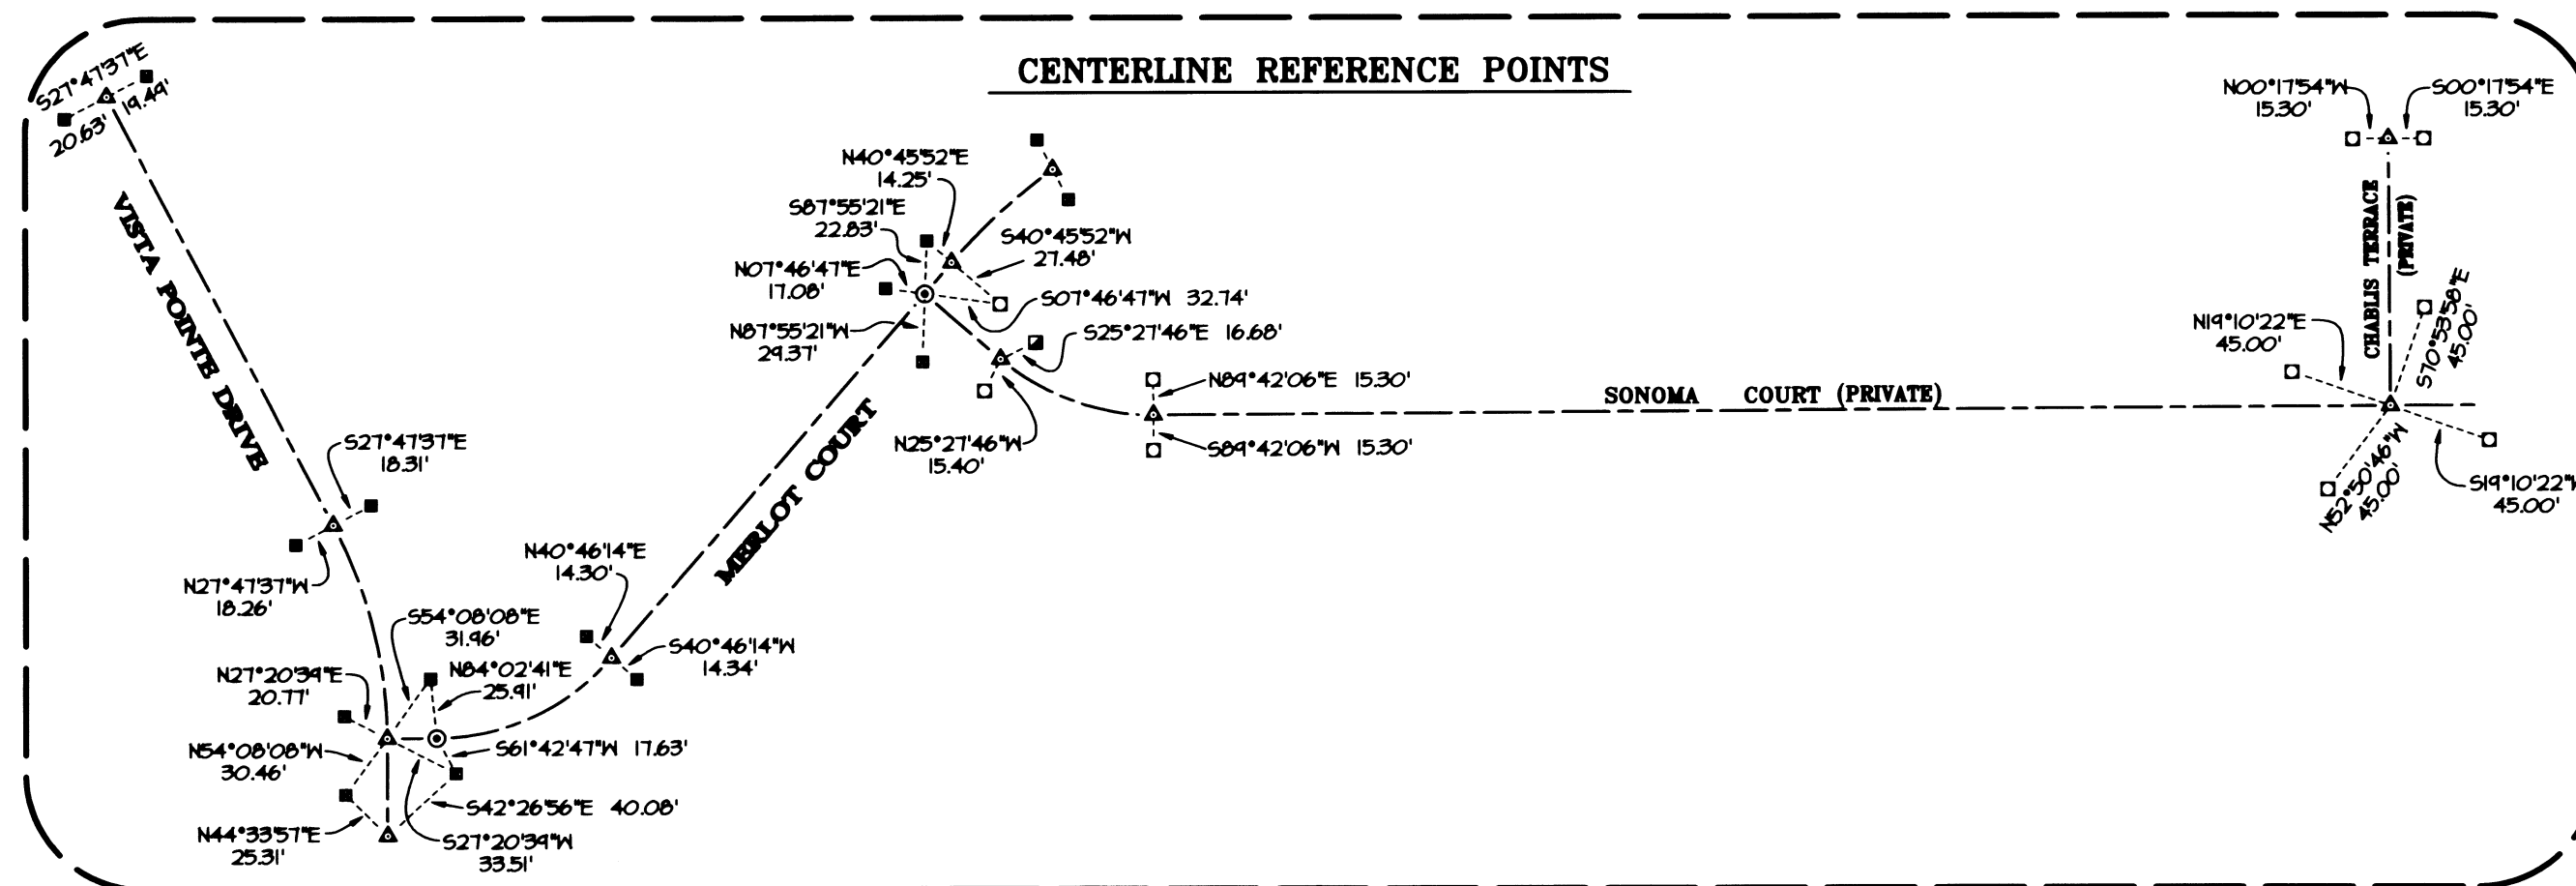 CENTERLINE REFERENCE POINTS
S27°47'37"E
19.49'
20.63'
VISTA POINTE DRIVE
S27°47'37"E
18.31'
N27°47'37"W
18.26'
S54°08'08"E
31.96'
N84°02'41"E
25.91'
N27°20'39"E
20.77'
N54°08'08"W
30.46'
S61°42'47"W 17.63'
S42°26'56"E 40.08'
N44°33'57"E
25.31'
S27°20'39"W
33.51'
N40°46'14"E
14.30'
S40°46'14"W
14.34'
MERLOT COURT
N40°45'52"E
14.25'
S87°55'21"E
22.83'
S40°45'52"W
27.48'
N07°46'47"E
17.08'
S07°46'47"W 32.74'
N87°55'21"W
29.37'
S25°27'46"E 16.68'
N25°27'46"W
15.40'
N89°42'06"E 15.30'
S89°42'06"W 15.30'
SONOMA COURT (PRIVATE)
N00°17'54"W
15.30'
S00°17'54"E
15.30'
CHABLIS TERRACE
(PRIVATE)
N19°10'22"E
45.00'
S70°53'58"E
45.00'
N52°50'46"W
45.00'
S19°10'22"W
45.00'